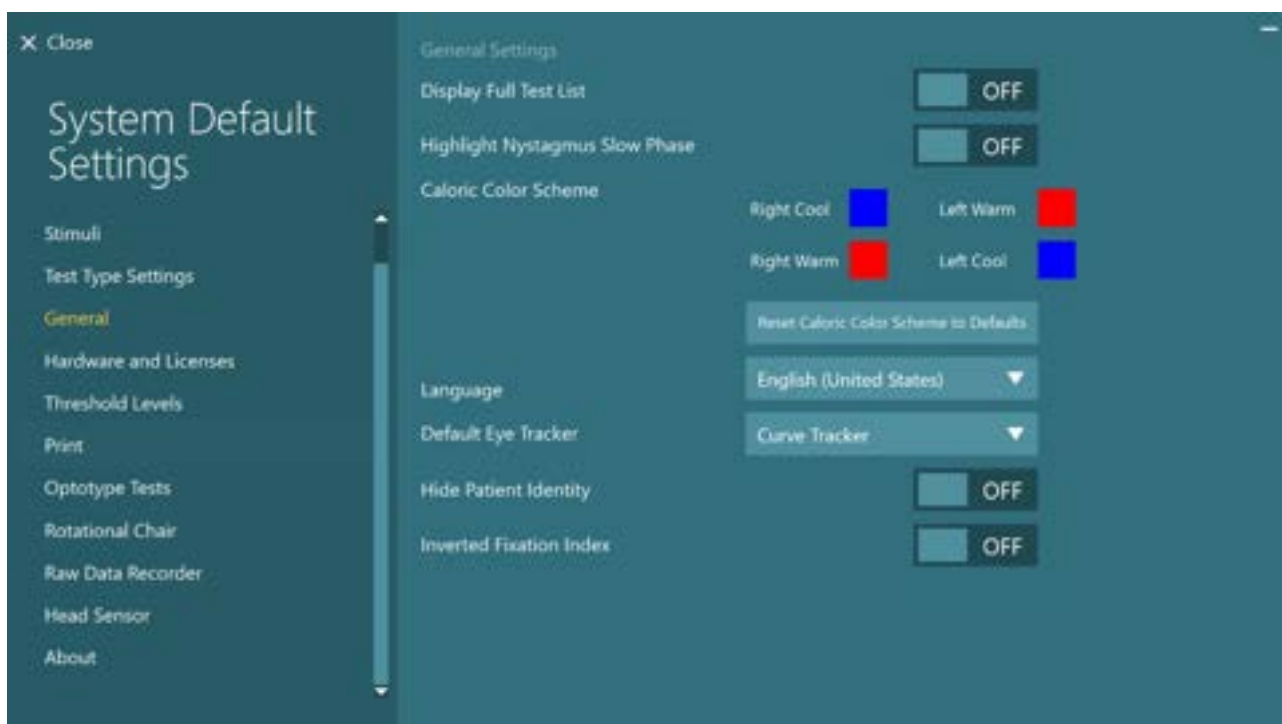 Close
System Default
Settings
Stimuli
Test Type Settings
General
Hardware and Licenses
Threshold Levels
Print
Optotype Tests
Rotational Chair
Raw Data Recorder
Head Sensor
About
General Settings
Display Full Test List OFF
Highlight Nystagmus Slow Phase OFF
Caloric Color Scheme
Right Cool Left Warm
Right Warm Left Cool
Reset Caloric Color Scheme to Defaults
Language English (United States)
Default Eye Tracker Curve Tracker
Hide Patient Identity OFF
Inverted Fixation Index OFF